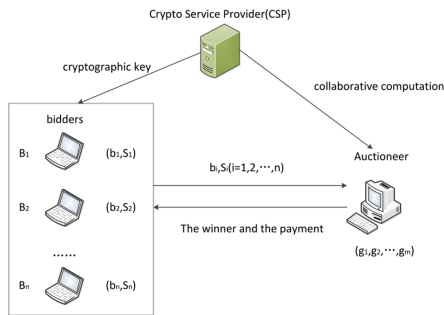 Crypto Service Provider(CSP)
cryptographic key
collaborative computation
bidders
Auctioneer
B₁ (b₁,S₁)
bᵢ,Sᵢ(i=1,2,⋯,n)
B₂ (b₂,S₂)
The winner and the payment
(g₁,g₂,⋯,gₘ)
……
Bₙ (bₙ,Sₙ)